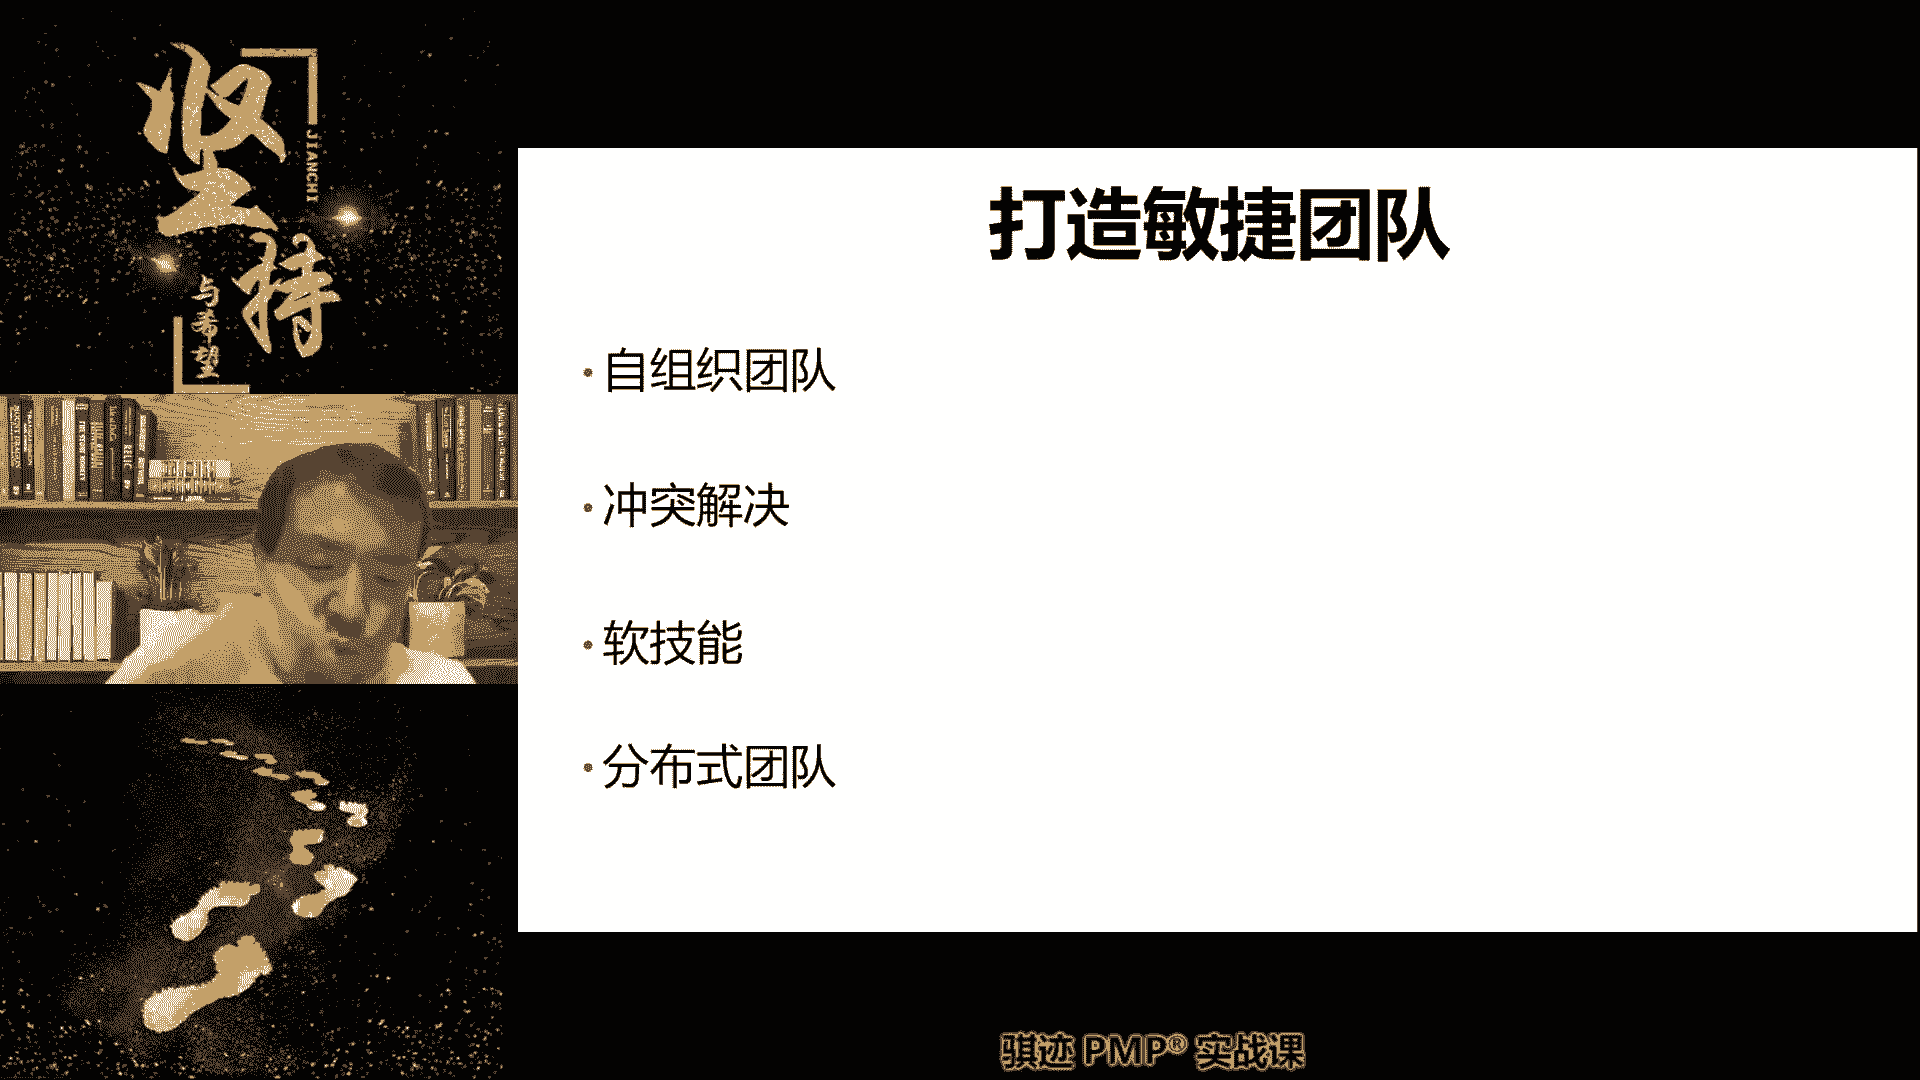 坚持
JIANCHI
与希望
打造敏捷团队
自组织团队
冲突解决
软技能
分布式团队
骐迹 PMP® 实战课